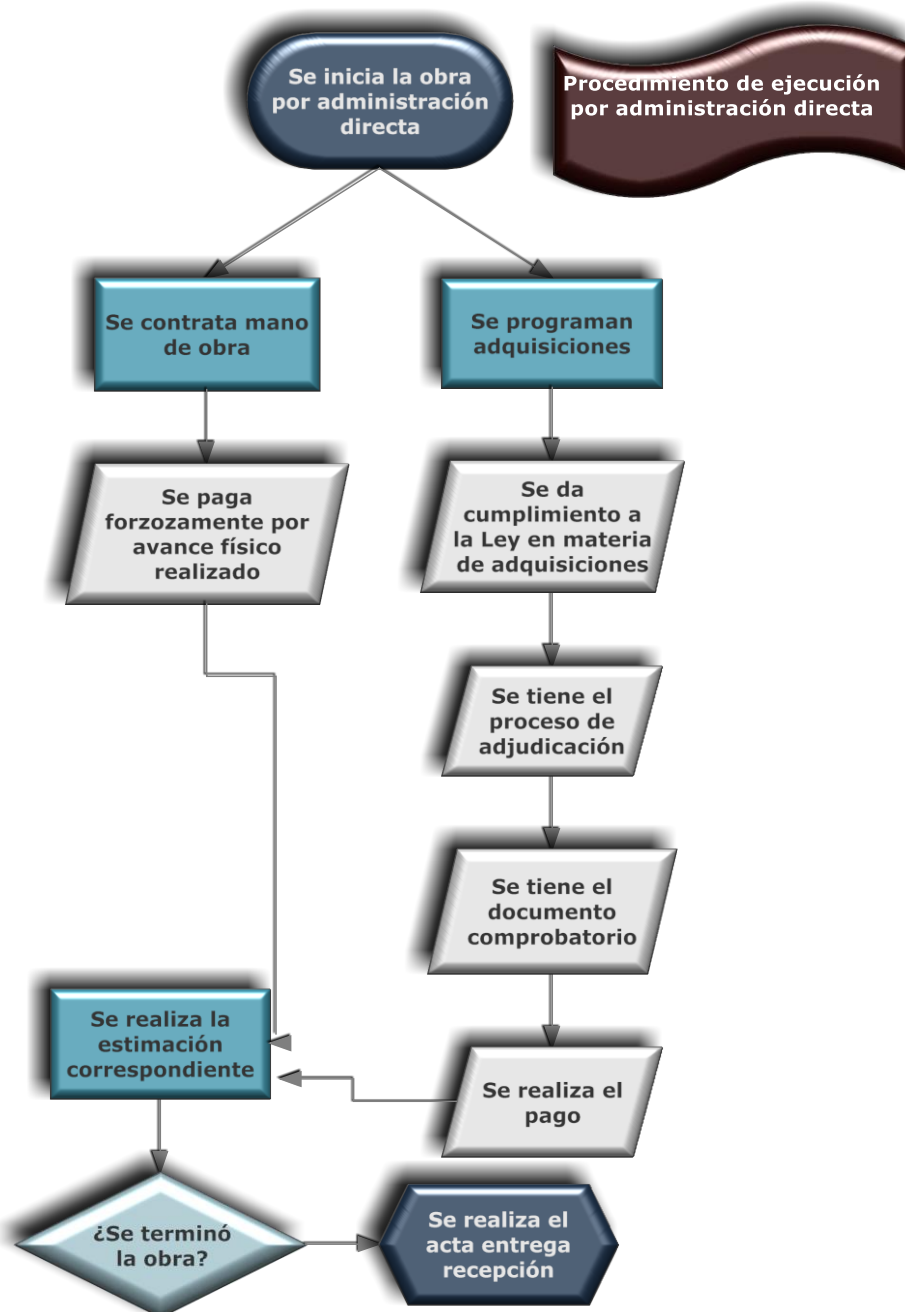 Se inicia la obra
por administración
directa
Procedimiento de ejecución
por administración directa
Se contrata mano
de obra
Se programan
adquisiciones
Se paga
forzozamente por
avance físico
realizado
Se da
cumplimiento a
la Ley en materia
de adquisiciones
Se tiene el
proceso de
adjudicación
Se tiene el
documento
comprobatorio
Se realiza la
estimación
correspondiente
Se realiza el
pago
¿Se terminó
la obra?
Se realiza el
acta entrega
recepción